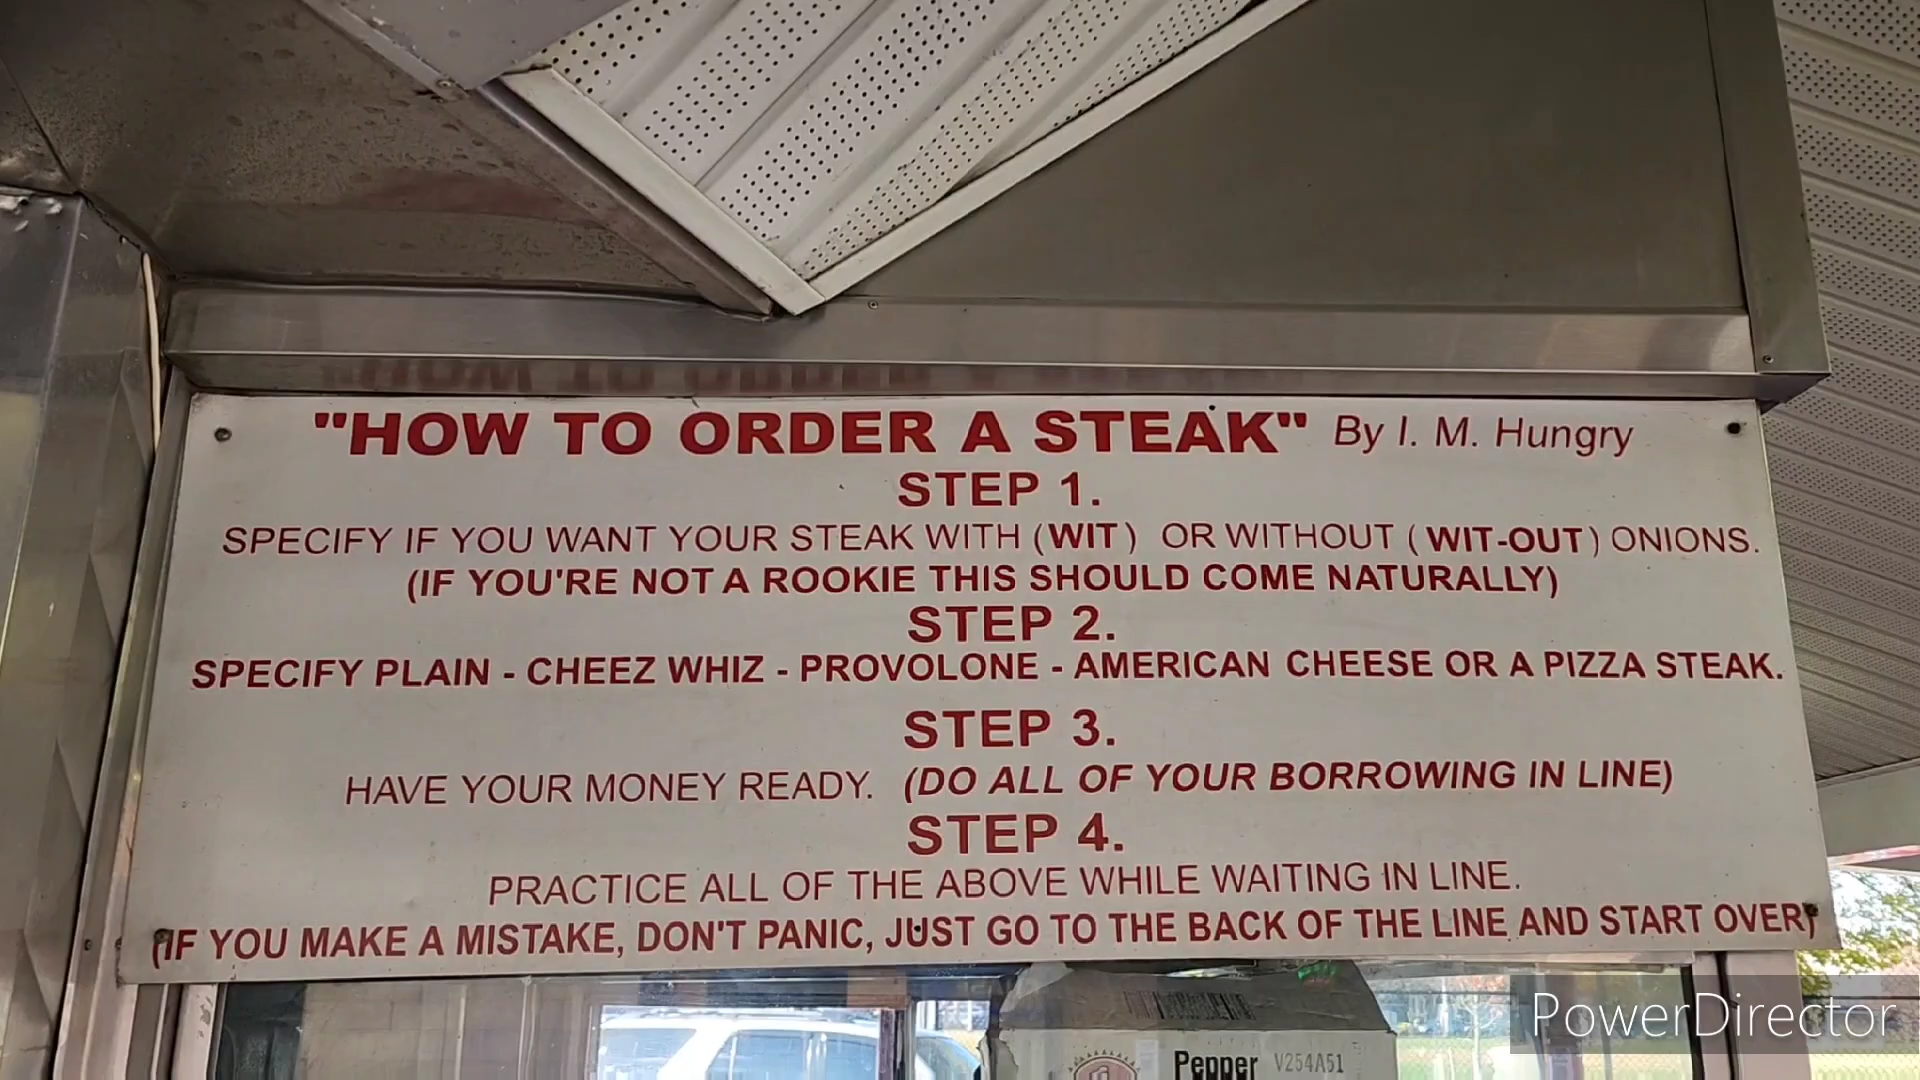 "HOW TO ORDER A STEAK" By I. M. Hungry
STEP 1.
SPECIFY IF YOU WANT YOUR STEAK WITH (WIT) OR WITHOUT (WIT-OUT) ONIONS.
(IF YOU'RE NOT A ROOKIE THIS SHOULD COME NATURALLY)
STEP 2.
SPECIFY PLAIN - CHEEZ WHIZ - PROVOLONE - AMERICAN CHEESE OR A PIZZA STEAK.
STEP 3.
HAVE YOUR MONEY READY. (DO ALL OF YOUR BORROWING IN LINE)
STEP 4.
PRACTICE ALL OF THE ABOVE WHILE WAITING IN LINE.
(IF YOU MAKE A MISTAKE, DON'T PANIC, JUST GO TO THE BACK OF THE LINE AND START OVER)
PowerDirector
Pepper V254A51